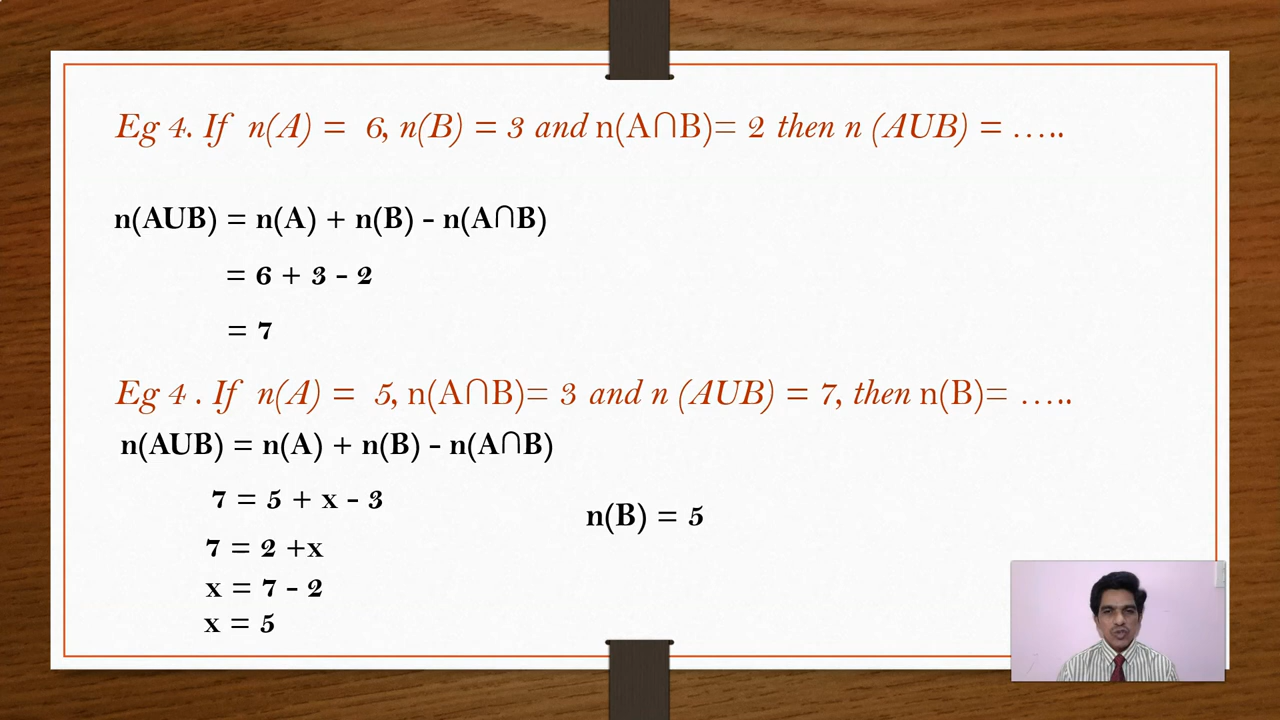 Eg 4. If n(A) = 6, n(B) = 3 and n(A∩B)= 2 then n (AUB) = …..
n(AUB) = n(A) + n(B) - n(A∩B)
= 6 + 3 - 2
= 7
Eg 4 . If n(A) = 5, n(A∩B)= 3 and n (AUB) = 7, then n(B)= …..
n(AUB) = n(A) + n(B) - n(A∩B)
7 = 5 + x - 3
7 = 2 +x
x = 7 - 2
x = 5
n(B) = 5